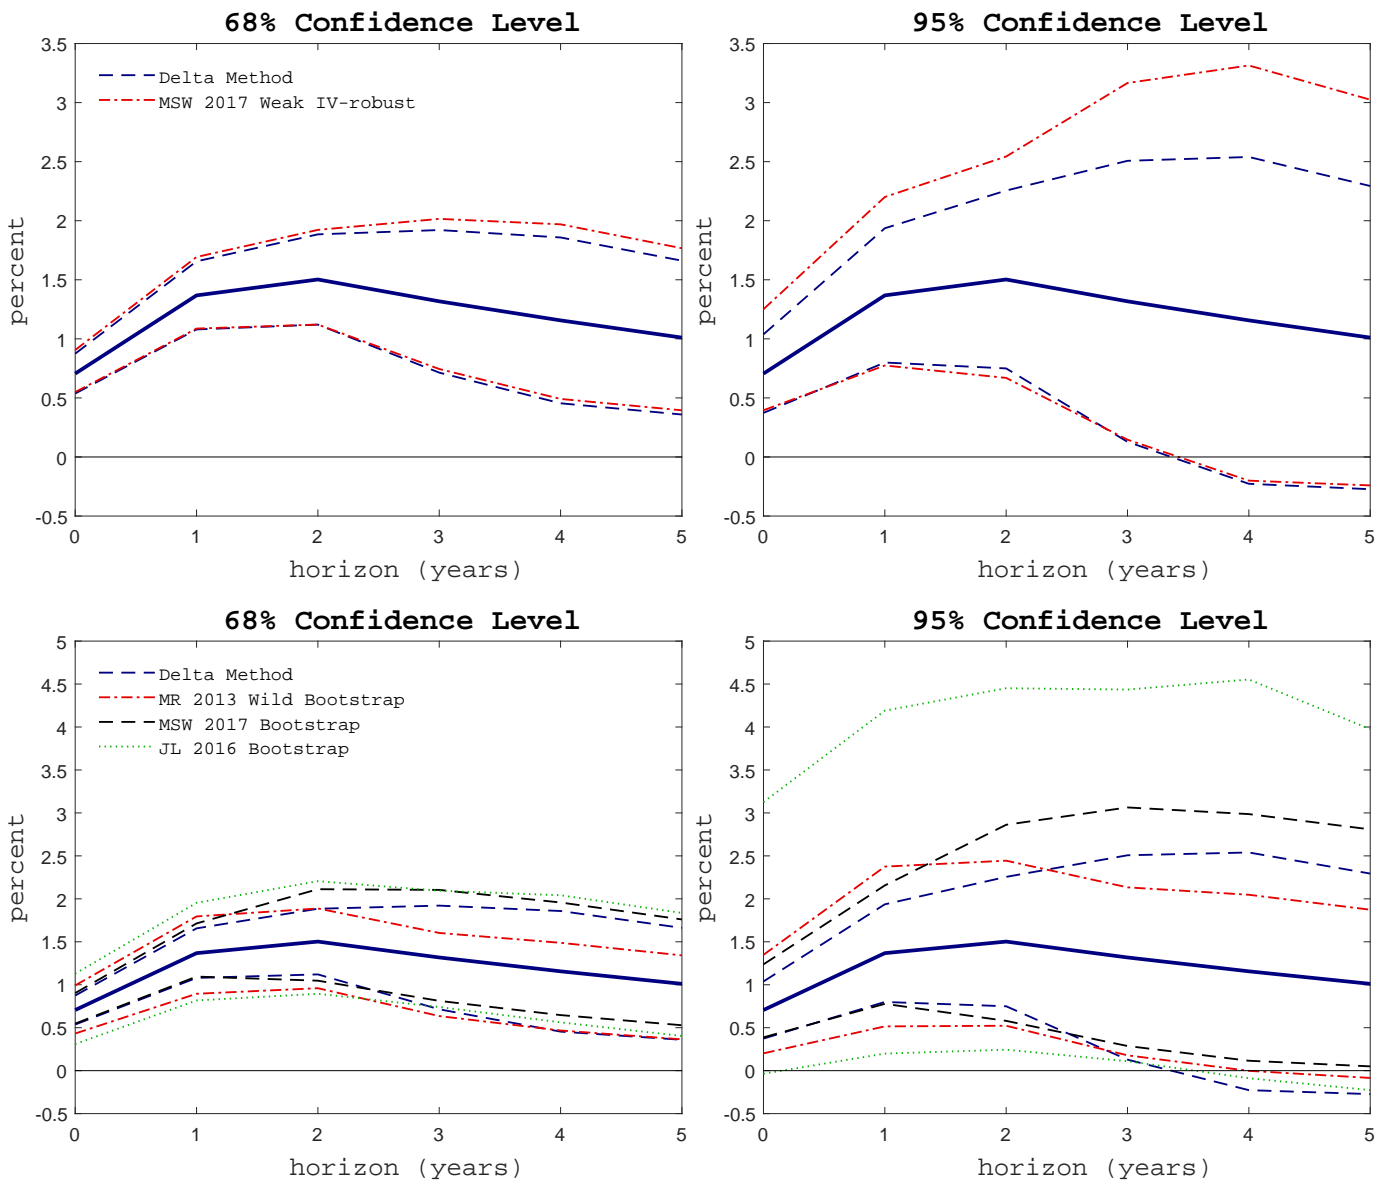 68% Confidence Level
3.5
3
2.5
2
1.5
1
0.5
0
-0.5
percent
Delta Method
MSW 2017 Weak IV-robust
0 1 2 3 4 5
horizon (years)
95% Confidence Level
3.5
3
2.5
2
1.5
1
0.5
0
-0.5
percent
0 1 2 3 4 5
horizon (years)
68% Confidence Level
5
4.5
4
3.5
3
2.5
2
1.5
1
0.5
0
-0.5
percent
Delta Method
MR 2013 Wild Bootstrap
MSW 2017 Bootstrap
JL 2016 Bootstrap
0 1 2 3 4 5
horizon (years)
95% Confidence Level
5
4.5
4
3.5
3
2.5
2
1.5
1
0.5
0
-0.5
percent
0 1 2 3 4 5
horizon (years)